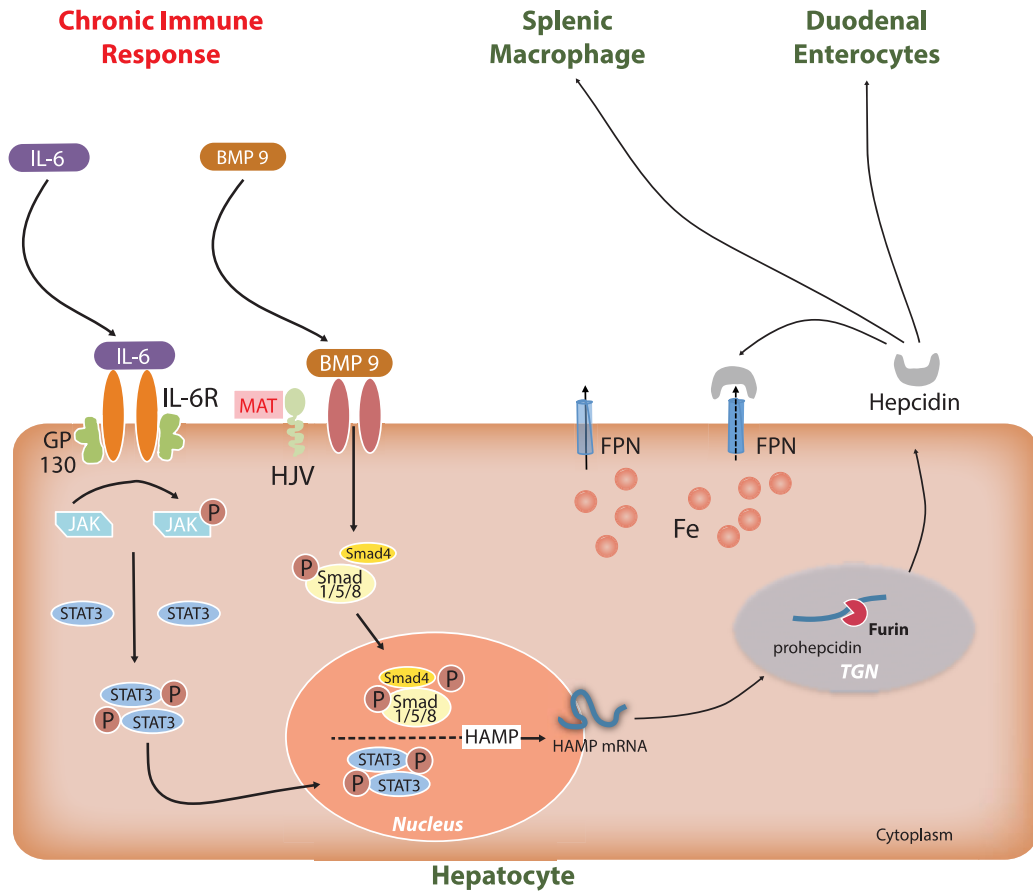 Chronic Immune
Response
Splenic
Macrophage
Duodenal
Enterocytes
IL-6
BMP 9
IL-6
BMP 9
IL-6R
MAT
Hepcidin
GP
130
HJV
FPN
FPN
JAK
JAK
P
Fe
Smad4
P
Smad
1/5/8
STAT3
STAT3
Furin
prohepcidin
TGN
STAT3
P
P
STAT3
Smad4
P
P
Smad
1/5/8
HAMP
HAMP mRNA
STAT3
P
P
STAT3
Nucleus
Cytoplasm
Hepatocyte